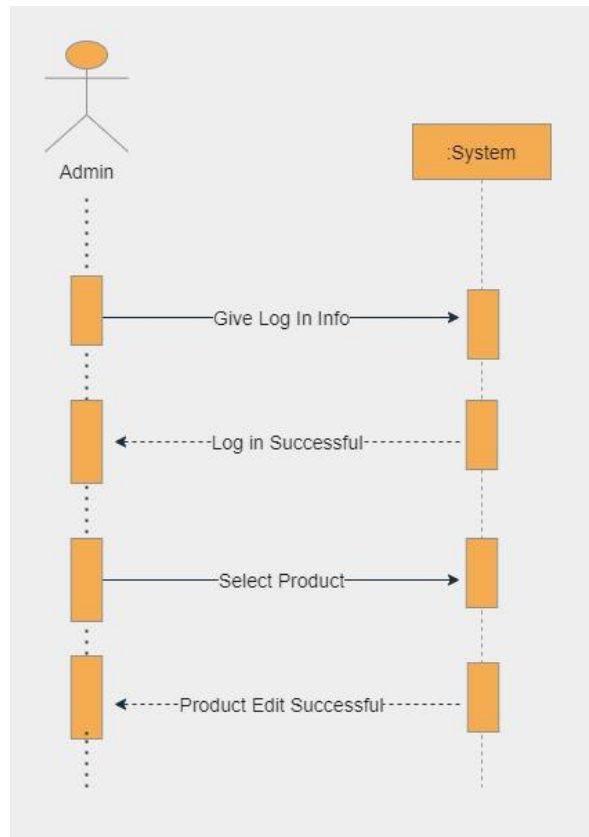 Admin
:System
Give Log In Info
Log in Successful
Select Product
Product Edit Successful